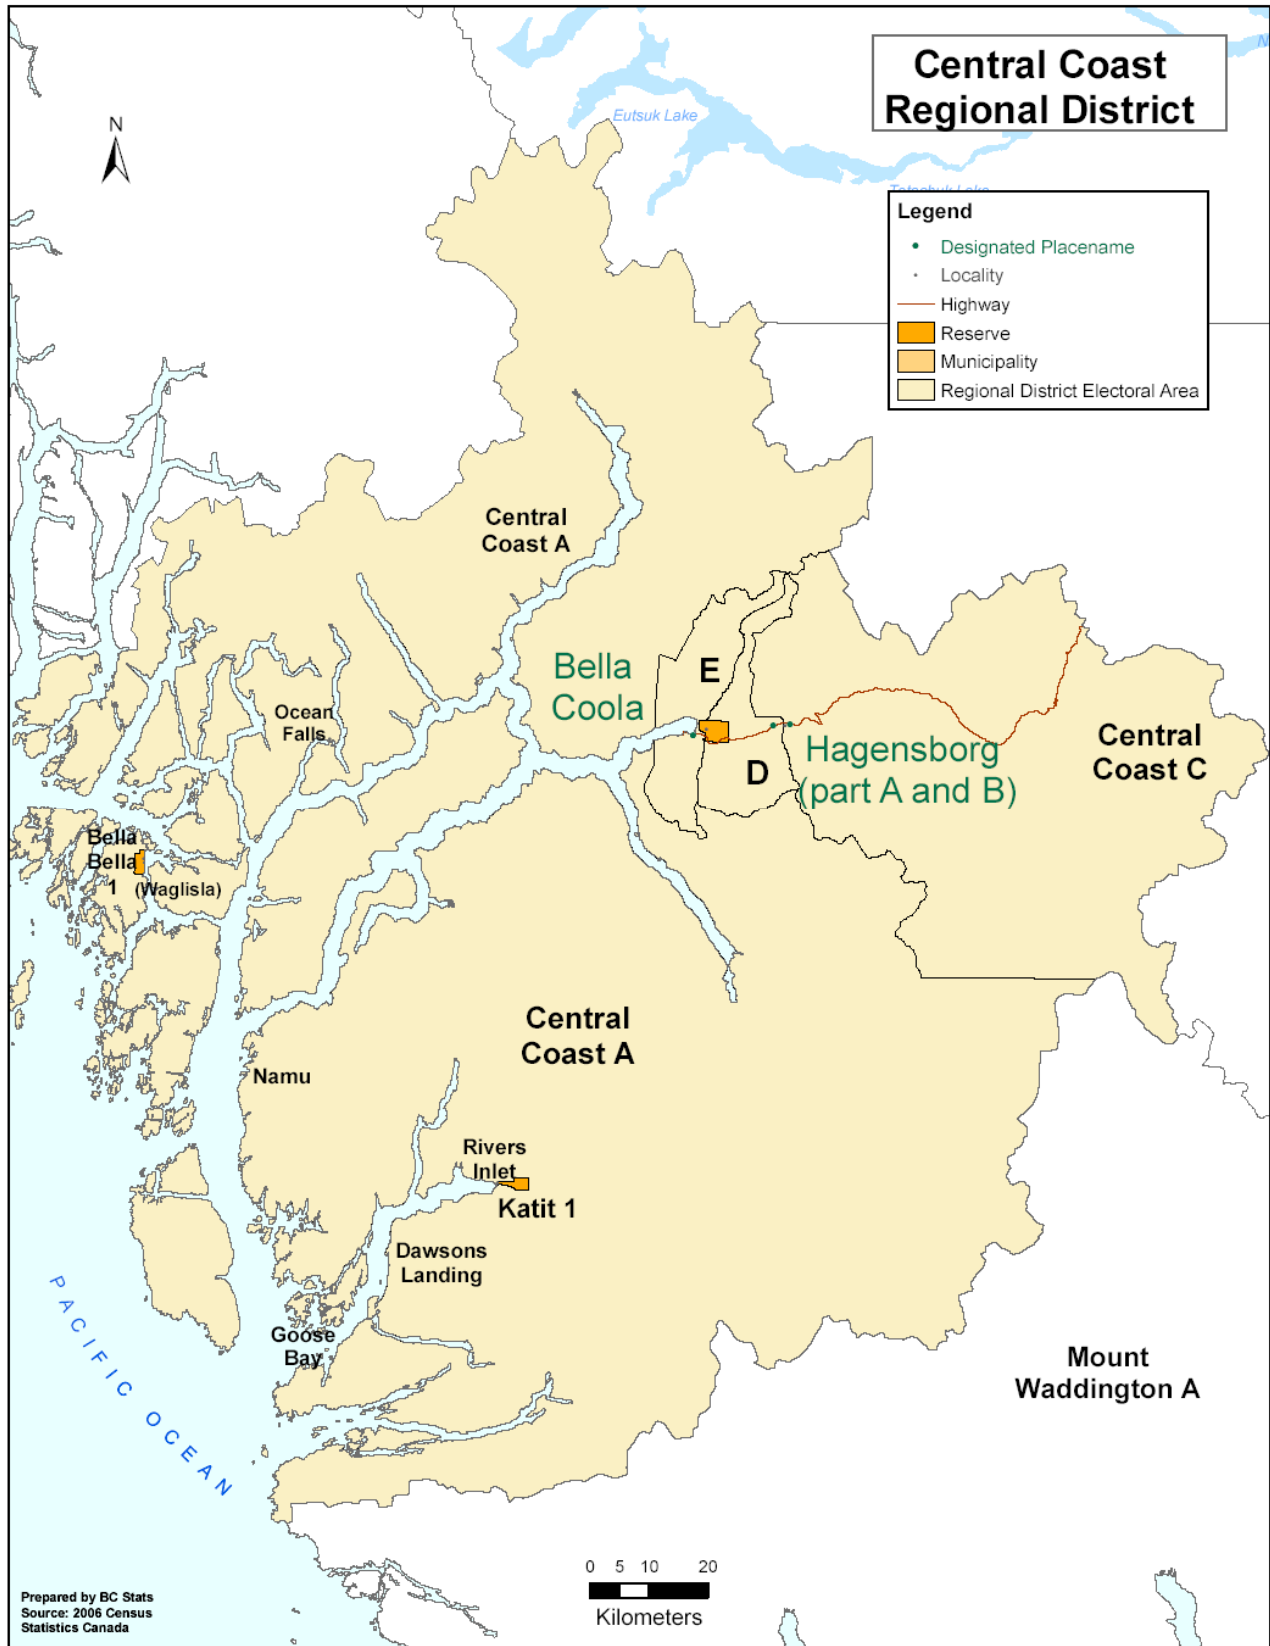 Central Coast
Regional District
N
Eutsuk Lake
Tetachuk Lake
Legend
Designated Placename
Locality
Highway
Reserve
Municipality
Regional District Electoral Area
Central
Coast A
Bella
Coola
E
D
Hagensborg
(part A and B)
Central
Coast C
Ocean
Falls
Bella
Bella
1
(Waglisla)
Central
Coast A
Namu
Rivers
Inlet
Katit 1
Dawsons
Landing
Goose
Bay
PACIFIC OCEAN
Mount
Waddington A
0 5 10 20
Kilometers
Prepared by BC Stats
Source: 2006 Census
Statistics Canada